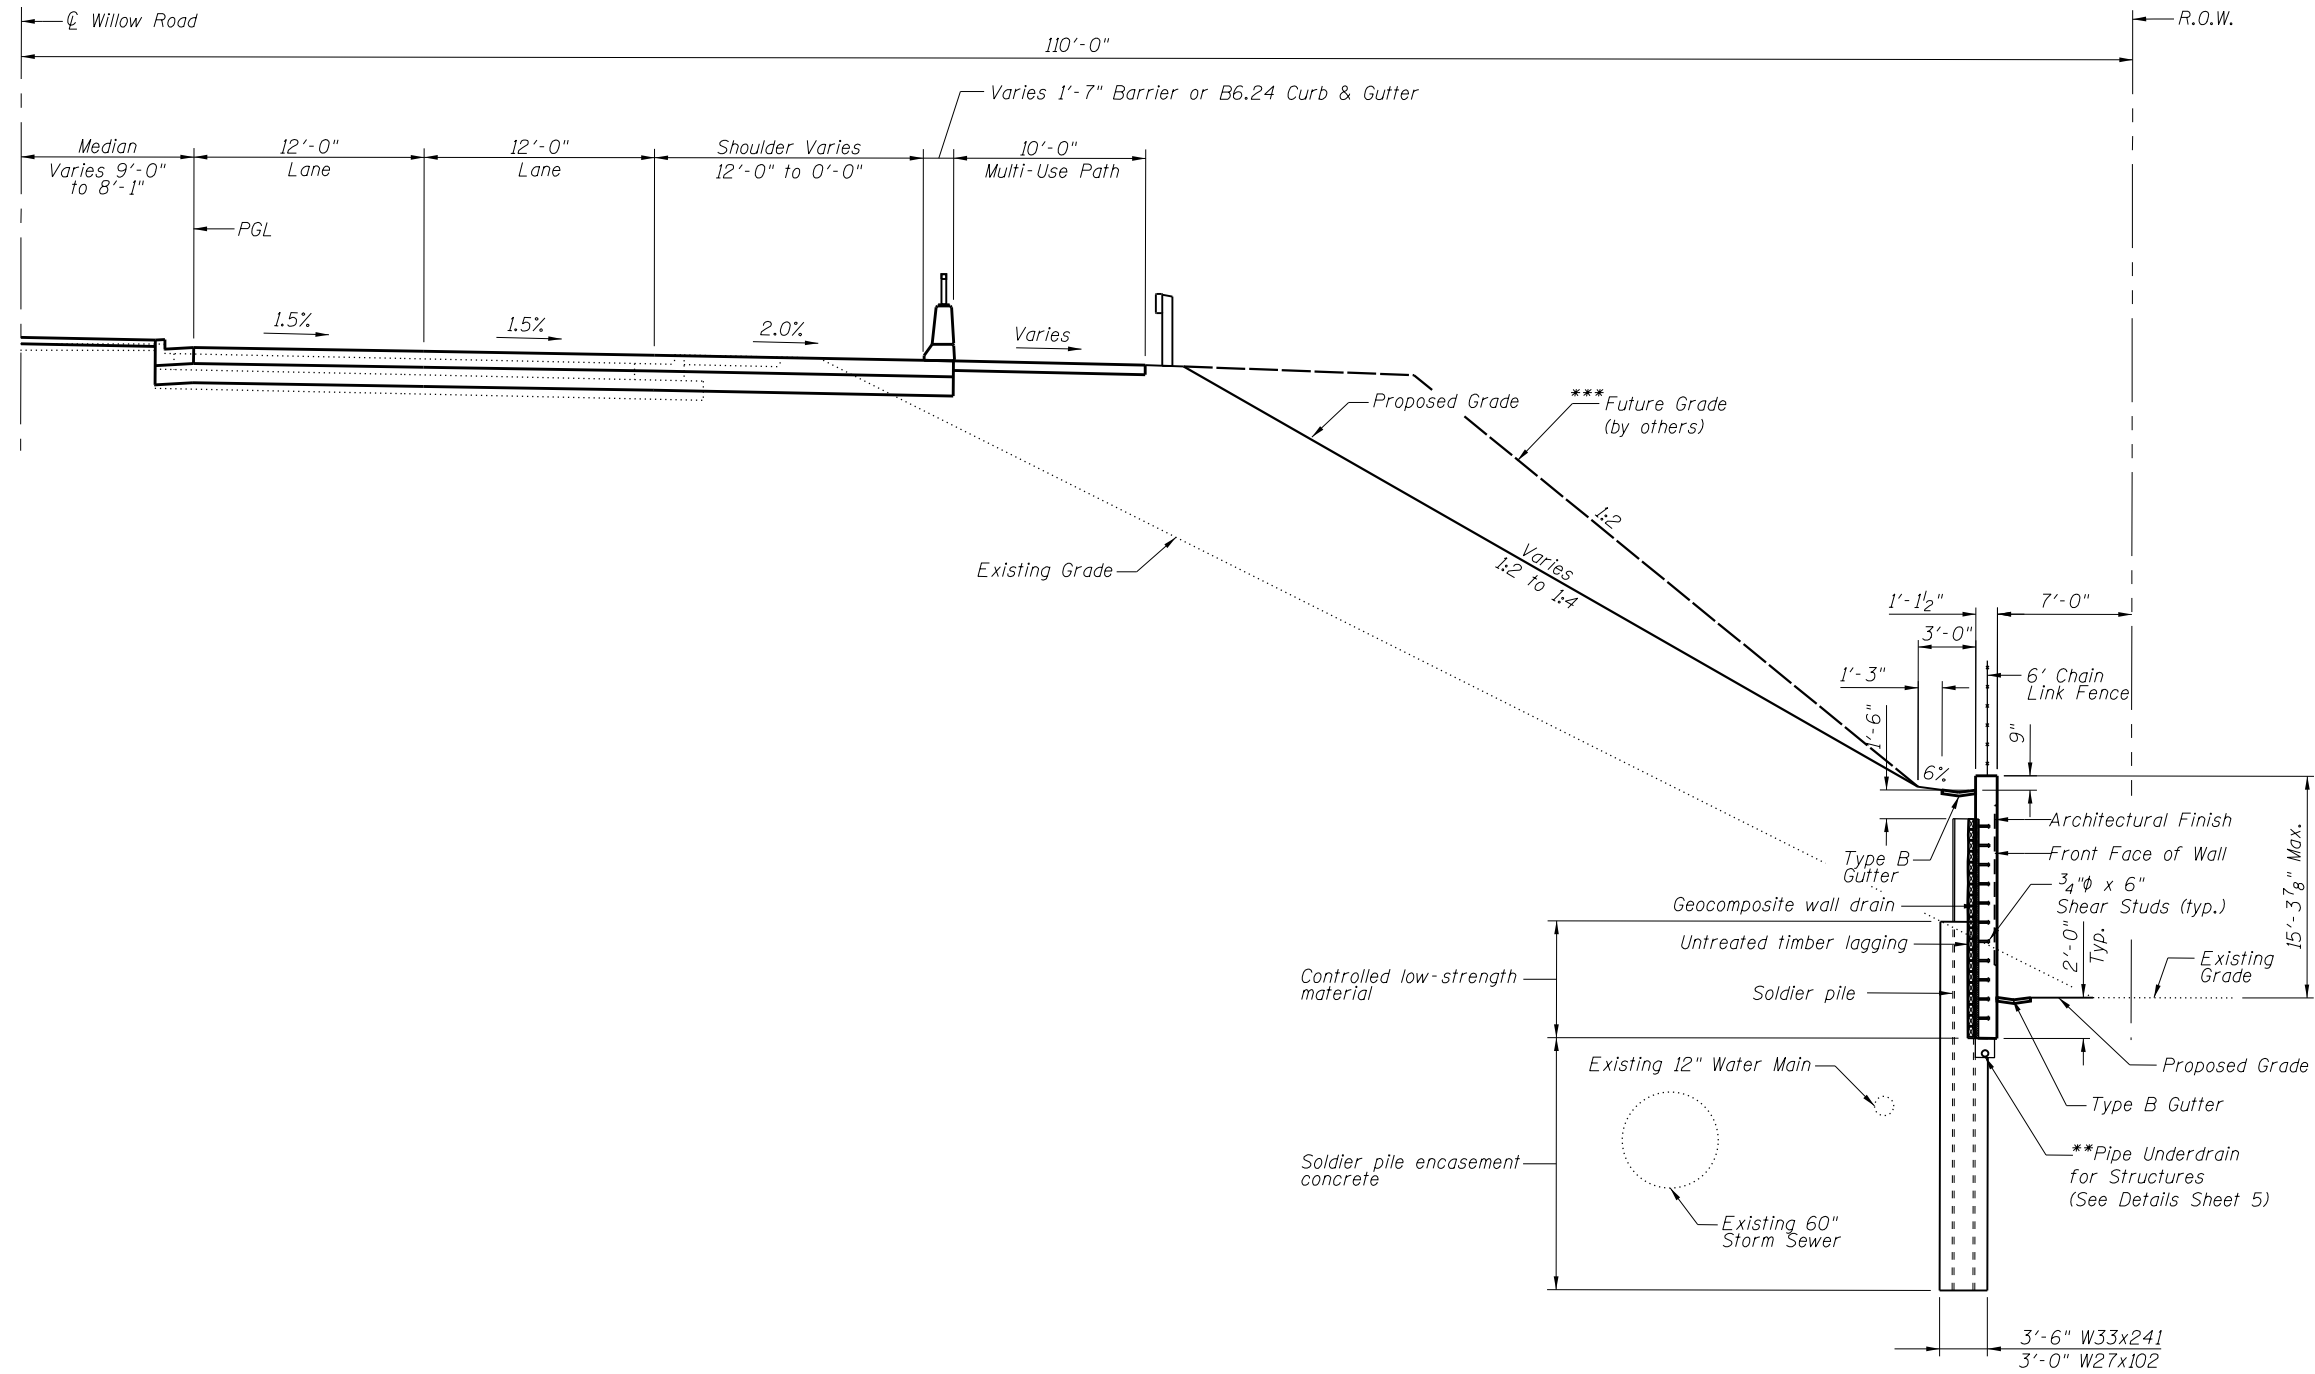 ℄ Willow Road
R.O.W.
110'-0"
Varies 1'-7" Barrier or B6.24 Curb & Gutter
Median
Varies 9'-0"
to 8'-1"
12'-0"
Lane
12'-0"
Lane
Shoulder Varies
12'-0" to 0'-0"
10'-0"
Multi-Use Path
PGL
1.5%
1.5%
2.0%
Varies
Proposed Grade
***Future Grade
(by others)
1:2
Varies
1:2 to 1:4
Existing Grade
1'-1½"
7'-0"
3'-0"
1'-3"
6' Chain
Link Fence
1'-6"
9"
6%
Architectural Finish
Front Face of Wall
¾"ϕ x 6"
Shear Studs (typ.)
15'-3⅞" Max.
Type B
Gutter
Geocomposite wall drain
Untreated timber lagging
2'-0"
Typ.
Existing
Grade
Controlled low-strength
material
Soldier pile
Existing 12" Water Main
Proposed Grade
Type B Gutter
Soldier pile encasement
concrete
**Pipe Underdrain
for Structures
(See Details Sheet 5)
Existing 60"
Storm Sewer
3'-6" W33x241
3'-0" W27x102